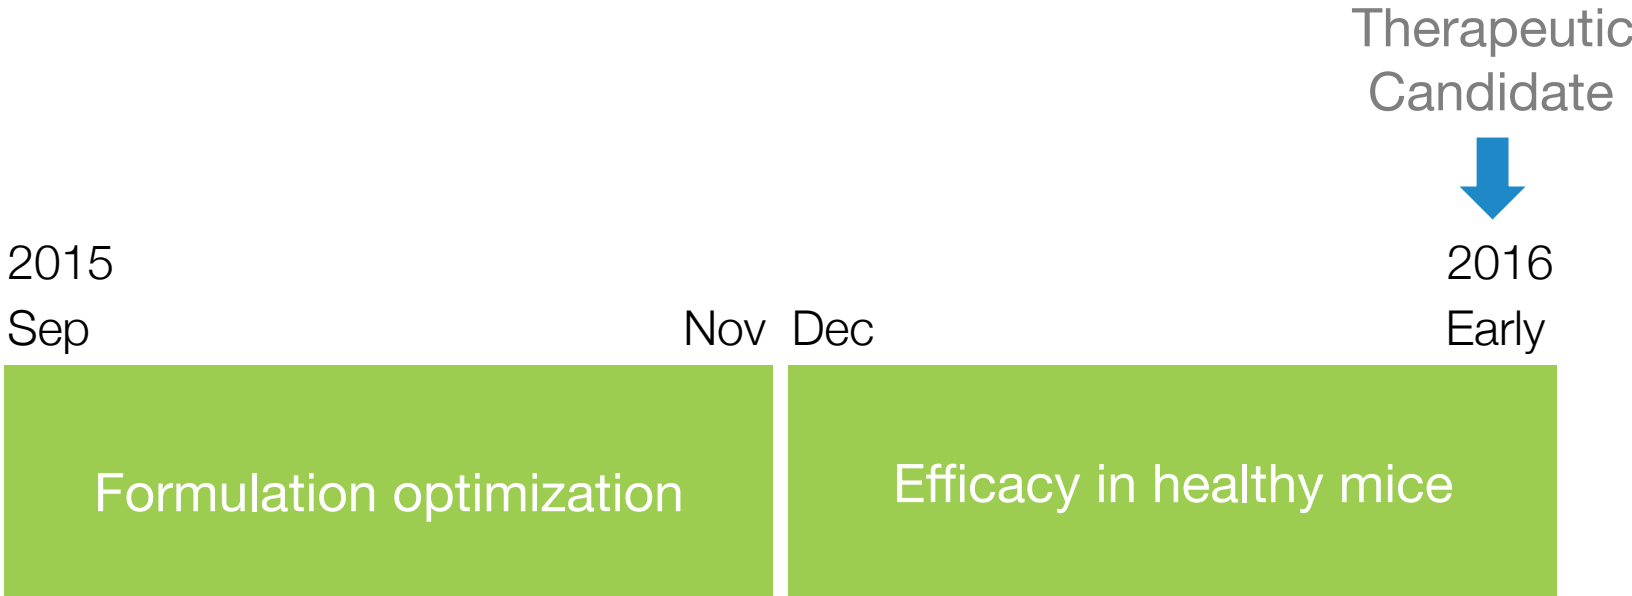 Therapeutic
Candidate
2015
2016
Sep
Nov
Dec
Early
Formulation optimization
Efficacy in healthy mice